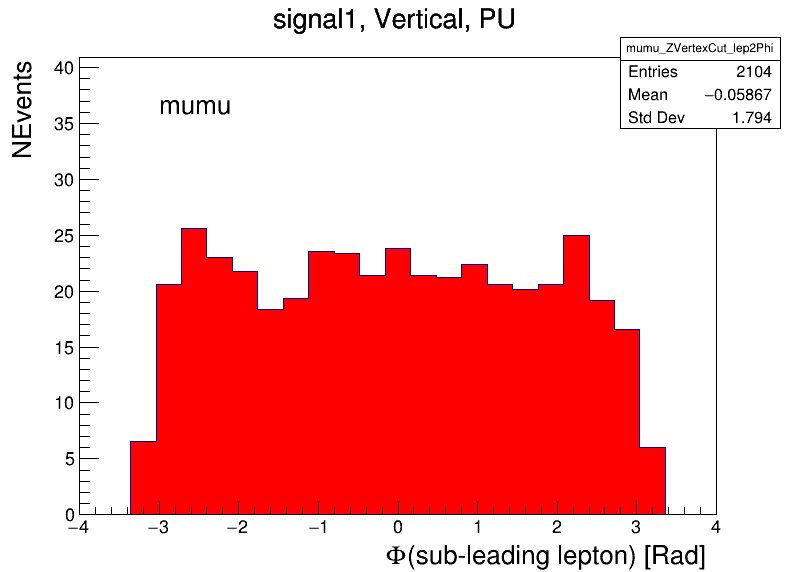 signal1, Vertical, PU
mumu_ZVertexCut_lep2Phi
Entries 2104
Mean −0.05867
Std Dev 1.794
NEvents
mumu
40
35
30
25
20
15
10
5
0
−4 −3 −2 −1 0 1 2 3 4
Φ(sub-leading lepton) [Rad]